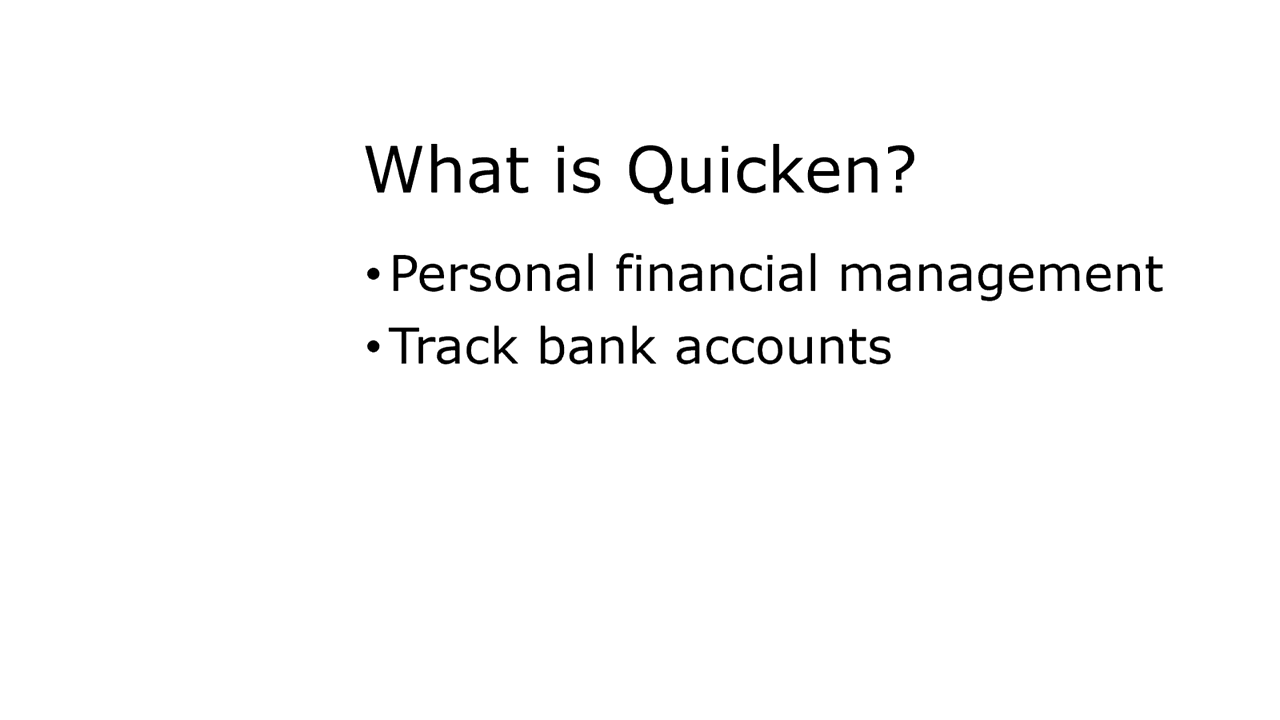 What is Quicken?
•Personal financial management
•Track bank accounts